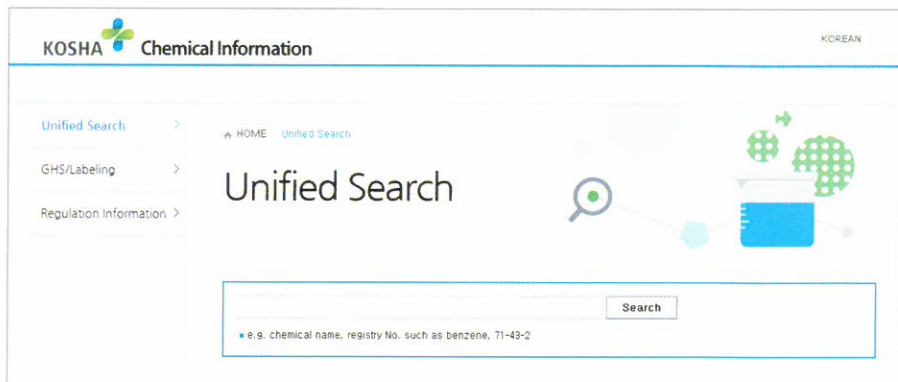 KOSHA Chemical Information
KOREAN
Unified Search >
GHS/Labeling >
Regulation Information >
HOME Unified Search
Unified Search
Search
▪ e.g. chemical name, registry No. such as benzene, 71-43-2